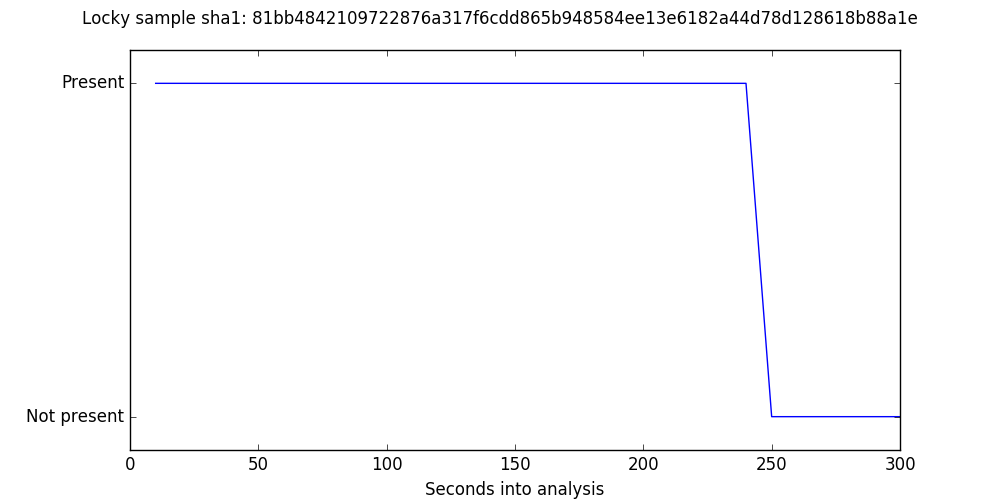 Locky sample sha1: 81bb4842109722876a317f6cdd865b948584ee13e6182a44d78d128618b88a1e
Present
Not present
0 50 100 150 200 250 300
Seconds into analysis